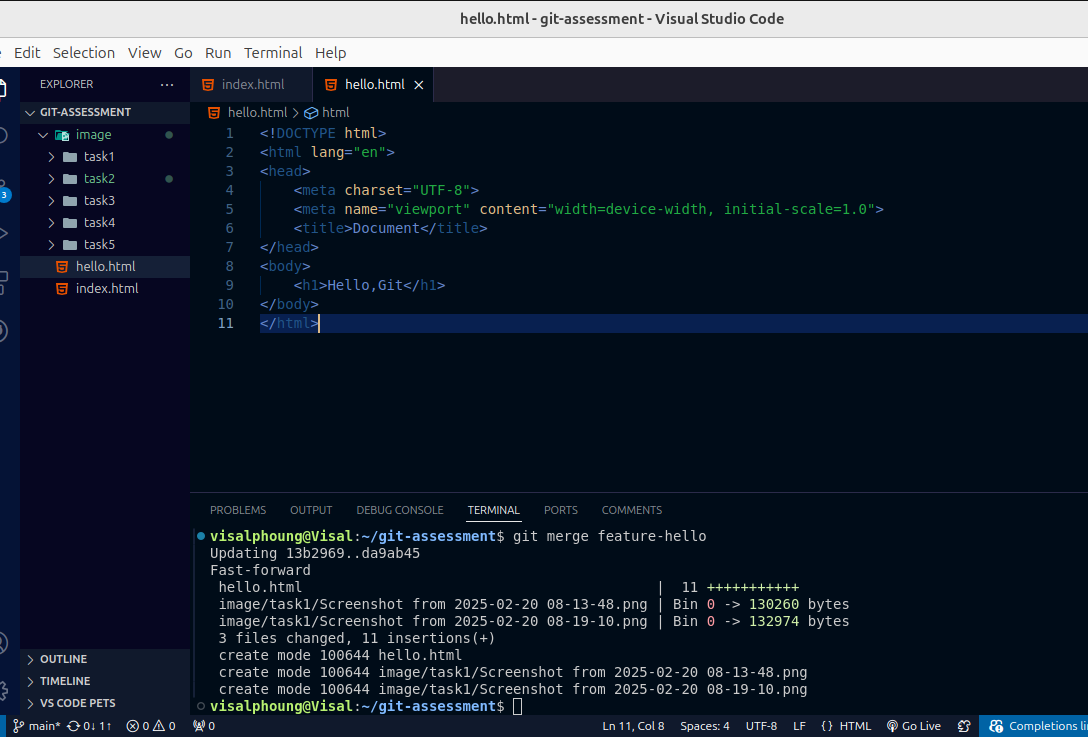 hello.html - git-assessment - Visual Studio Code
Edit Selection View Go Run Terminal Help
EXPLORER ···
GIT-ASSESSMENT
image
task1
task2
task3
task4
task5
hello.html
index.html
3
OUTLINE
TIMELINE
VS CODE PETS
index.html hello.html
hello.html > html
1 <!DOCTYPE html>
2 <html lang="en">
3 <head>
4 <meta charset="UTF-8">
5 <meta name="viewport" content="width=device-width, initial-scale=1.0">
6 <title>Document</title>
7 </head>
8 <body>
9 <h1>Hello,Git</h1>
10 </body>
11 </html>
PROBLEMS OUTPUT DEBUG CONSOLE TERMINAL PORTS COMMENTS
visalphoung@Visal:~/git-assessment$ git merge feature-hello
Updating 13b2969..da9ab45
Fast-forward
hello.html | 11 +++++++++++
image/task1/Screenshot from 2025-02-20 08-13-48.png | Bin 0 -> 130260 bytes
image/task1/Screenshot from 2025-02-20 08-19-10.png | Bin 0 -> 132974 bytes
3 files changed, 11 insertions(+)
create mode 100644 hello.html
create mode 100644 image/task1/Screenshot from 2025-02-20 08-13-48.png
create mode 100644 image/task1/Screenshot from 2025-02-20 08-19-10.png
visalphoung@Visal:~/git-assessment$
main* 0↓ 1↑ 0 0 0 Ln 11, Col 8 Spaces: 4 UTF-8 LF {} HTML Go Live Completions